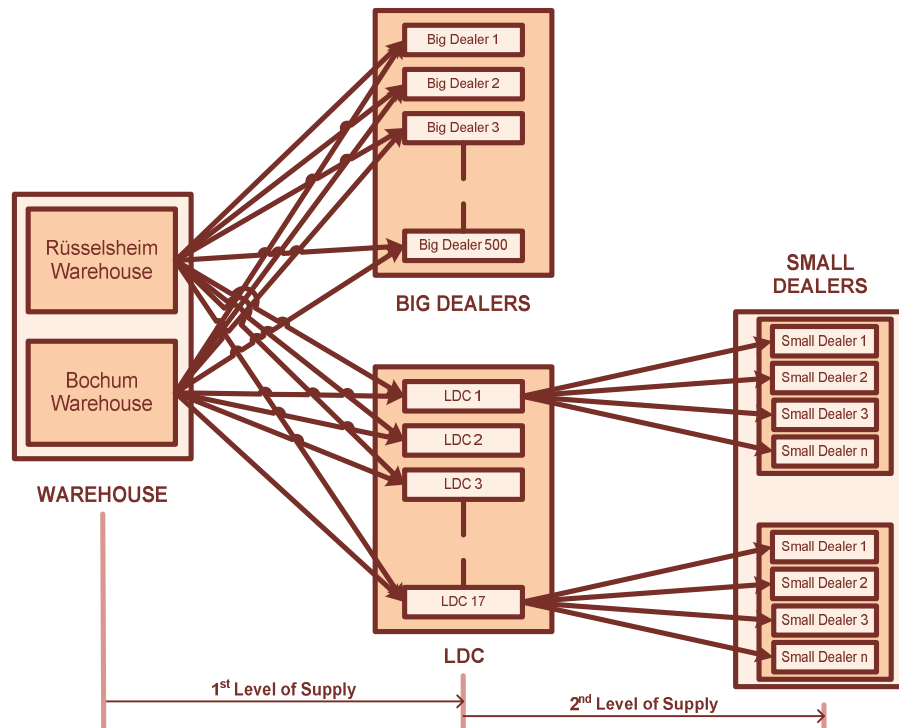 Big Dealer 1
Big Dealer 2
Big Dealer 3
Big Dealer 500
BIG DEALERS
Rüsselsheim
Warehouse
Bochum
Warehouse
WAREHOUSE
LDC 1
LDC 2
LDC 3
LDC 17
LDC
SMALL
DEALERS
Small Dealer 1
Small Dealer 2
Small Dealer 3
Small Dealer n
Small Dealer 1
Small Dealer 2
Small Dealer 3
Small Dealer n
1st Level of Supply
2nd Level of Supply